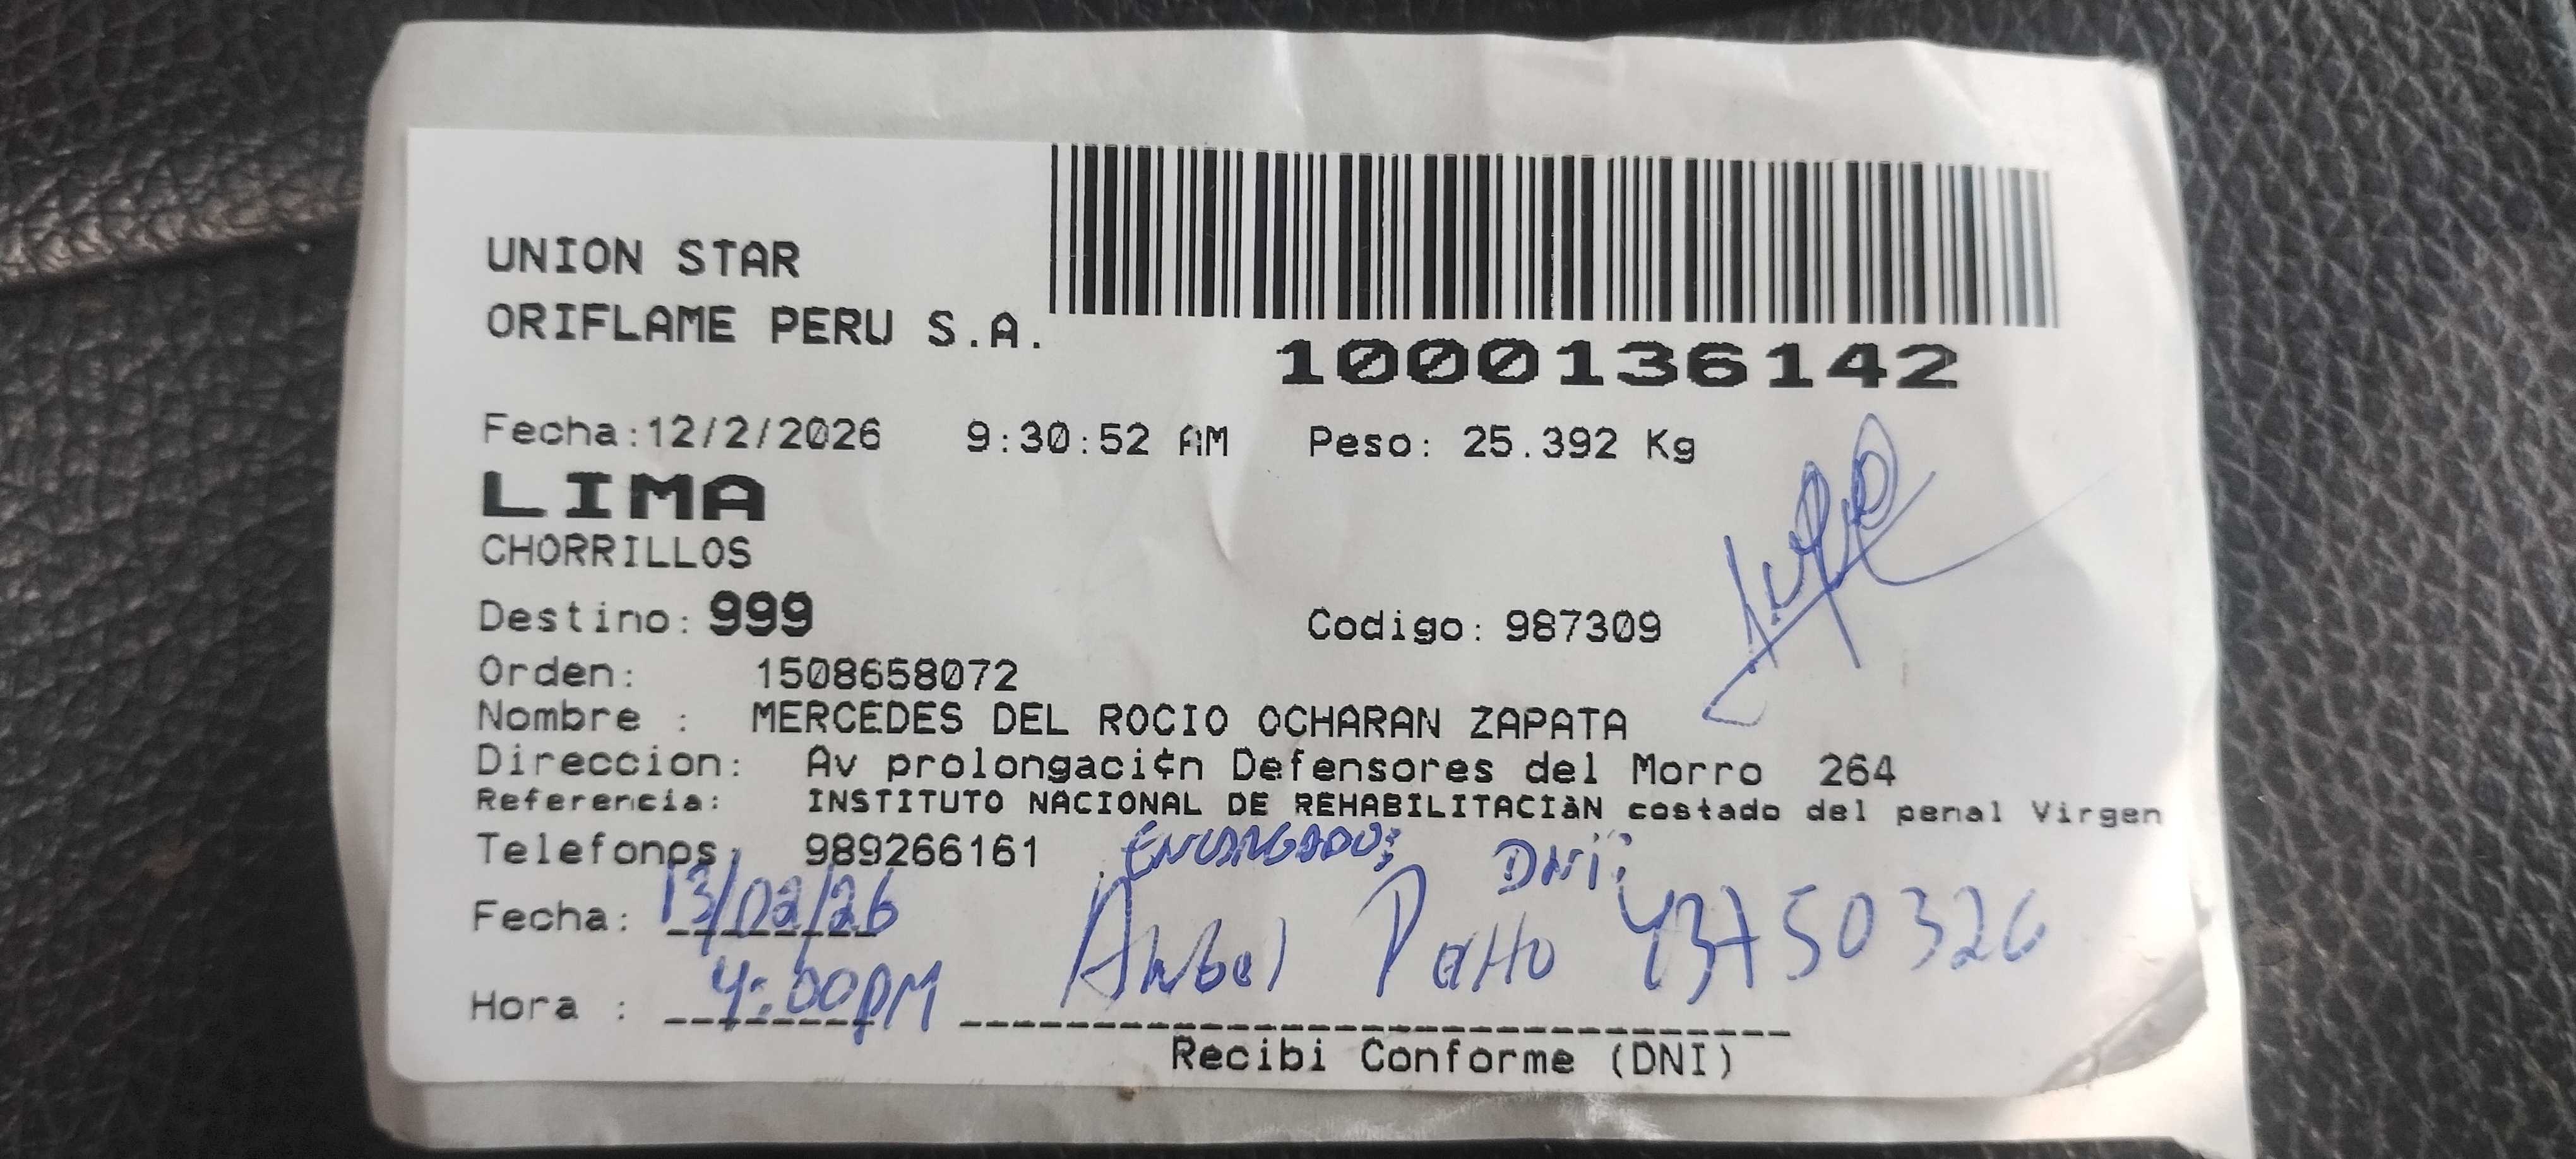 UNION STAR
ORIFLAME PERU S.A.
1000136142
Fecha:12/2/2026 9:30:52 AM Peso: 25.392 Kg
LIMA
CHORRILLOS
Destino: 999 Codigo: 987309
Orden: 1508658072
Nombre : MERCEDES DEL ROCIO OCHARAN ZAPATA
Direccion: Av prolongaci¢n Defensores del Morro 264
Referencia: INSTITUTO NACIONAL DE REHABILITACIàN costado del penal Virgen
Telefonos: 989266161 ENCARGADO: DNI:
Fecha: 13/02/26
43750326
Hora : 4:00PM
Recibi Conforme (DNI)